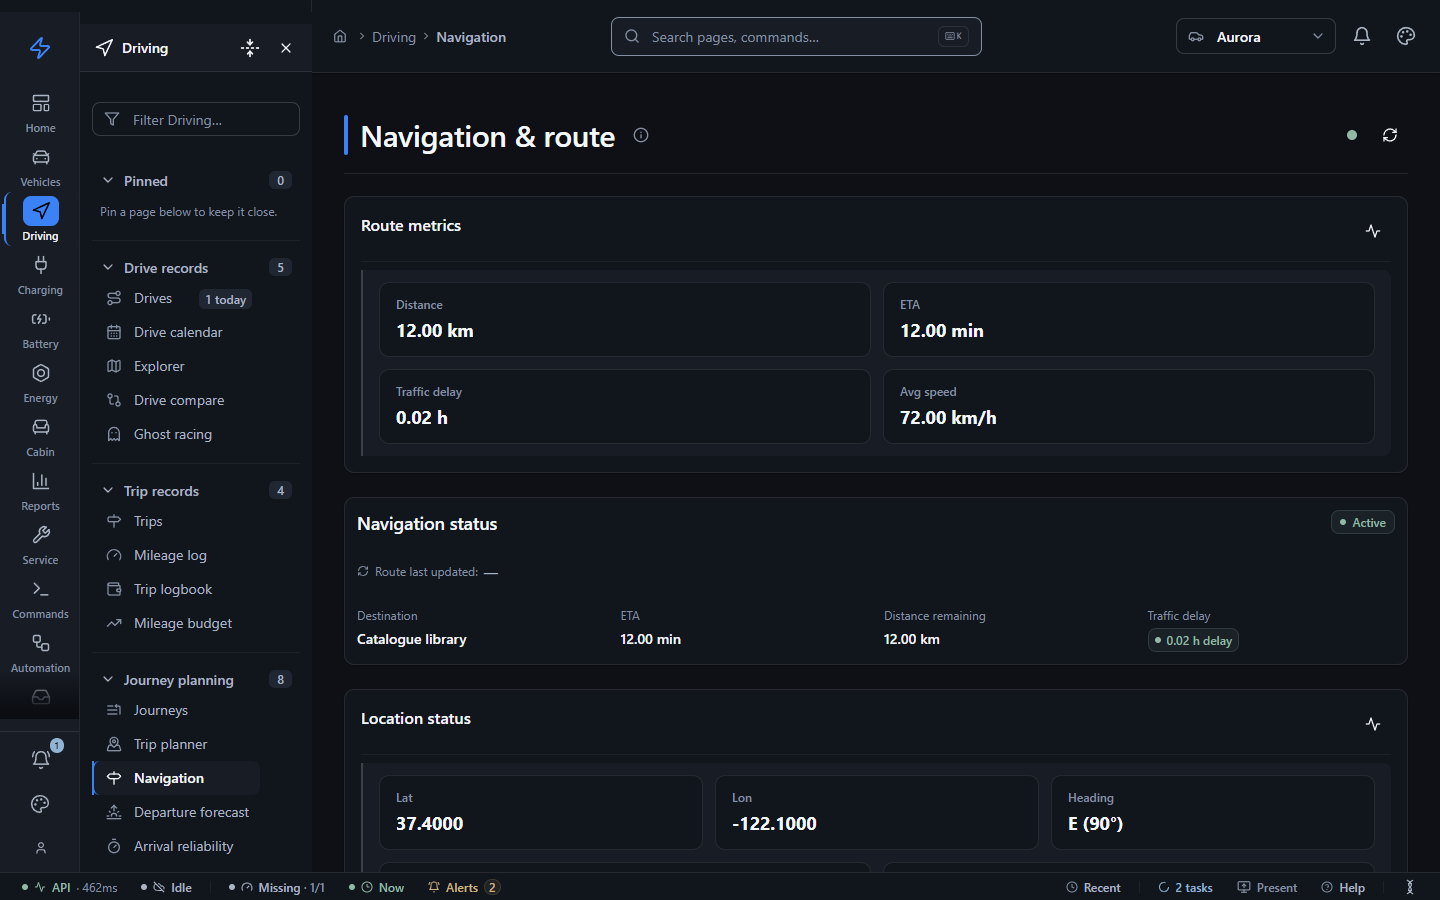 Home
Vehicles
Driving
Charging
Battery
Energy
Cabin
Reports
Service
Commands
Automation
1
Driving
Filter Driving...
Pinned 0
Pin a page below to keep it close.
Drive records 5
Drives 1 today
Drive calendar
Explorer
Drive compare
Ghost racing
Trip records 4
Trips
Mileage log
Trip logbook
Mileage budget
Journey planning 8
Journeys
Trip planner
Navigation
Departure forecast
Arrival reliability
Driving Navigation
Search pages, commands... K
Aurora
Navigation & route
Route metrics
Distance
12.00 km
ETA
12.00 min
Traffic delay
0.02 h
Avg speed
72.00 km/h
Navigation status
Active
Route last updated: —
Destination
Catalogue library
ETA
12.00 min
Distance remaining
12.00 km
Traffic delay
0.02 h delay
Location status
Lat
37.4000
Lon
-122.1000
Heading
E (90°)
API · 462ms
Idle
Missing · 1/1
Now
Alerts 2
Recent
2 tasks
Present
Help